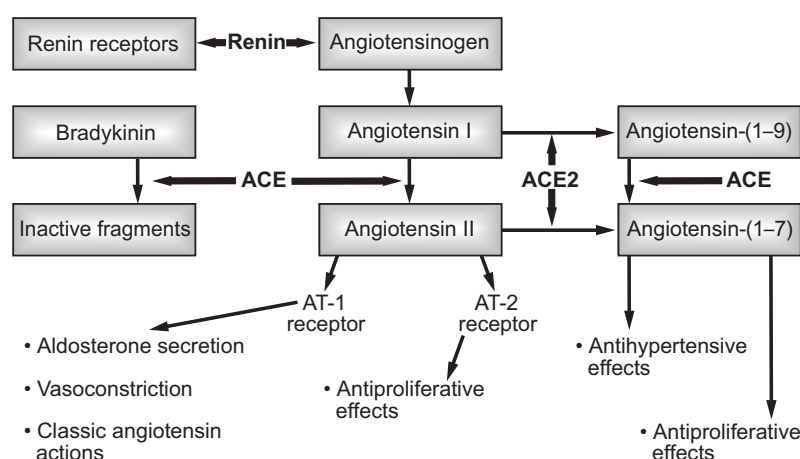 Renin receptors
Renin
Angiotensinogen
Bradykinin
Angiotensin I
Angiotensin-(1–9)
ACE
ACE2
ACE
Inactive fragments
Angiotensin II
Angiotensin-(1–7)
AT-1
receptor
AT-2
receptor
• Aldosterone secretion
• Vasoconstriction
• Classic angiotensin
actions
• Antiproliferative
effects
• Antihypertensive
effects
• Antiproliferative
effects